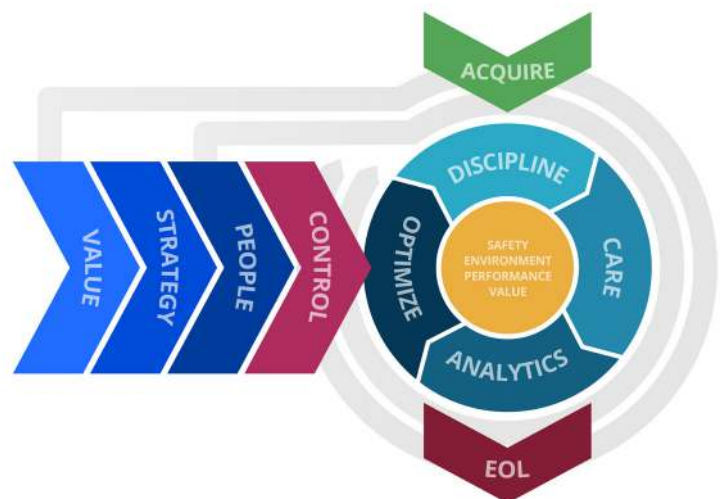 ACQUIRE
VALUE
STRATEGY
PEOPLE
CONTROL
DISCIPLINE
CARE
ANALYTICS
OPTIMIZE
SAFETY
ENVIRONMENT
PERFORMANCE
VALUE
EOL